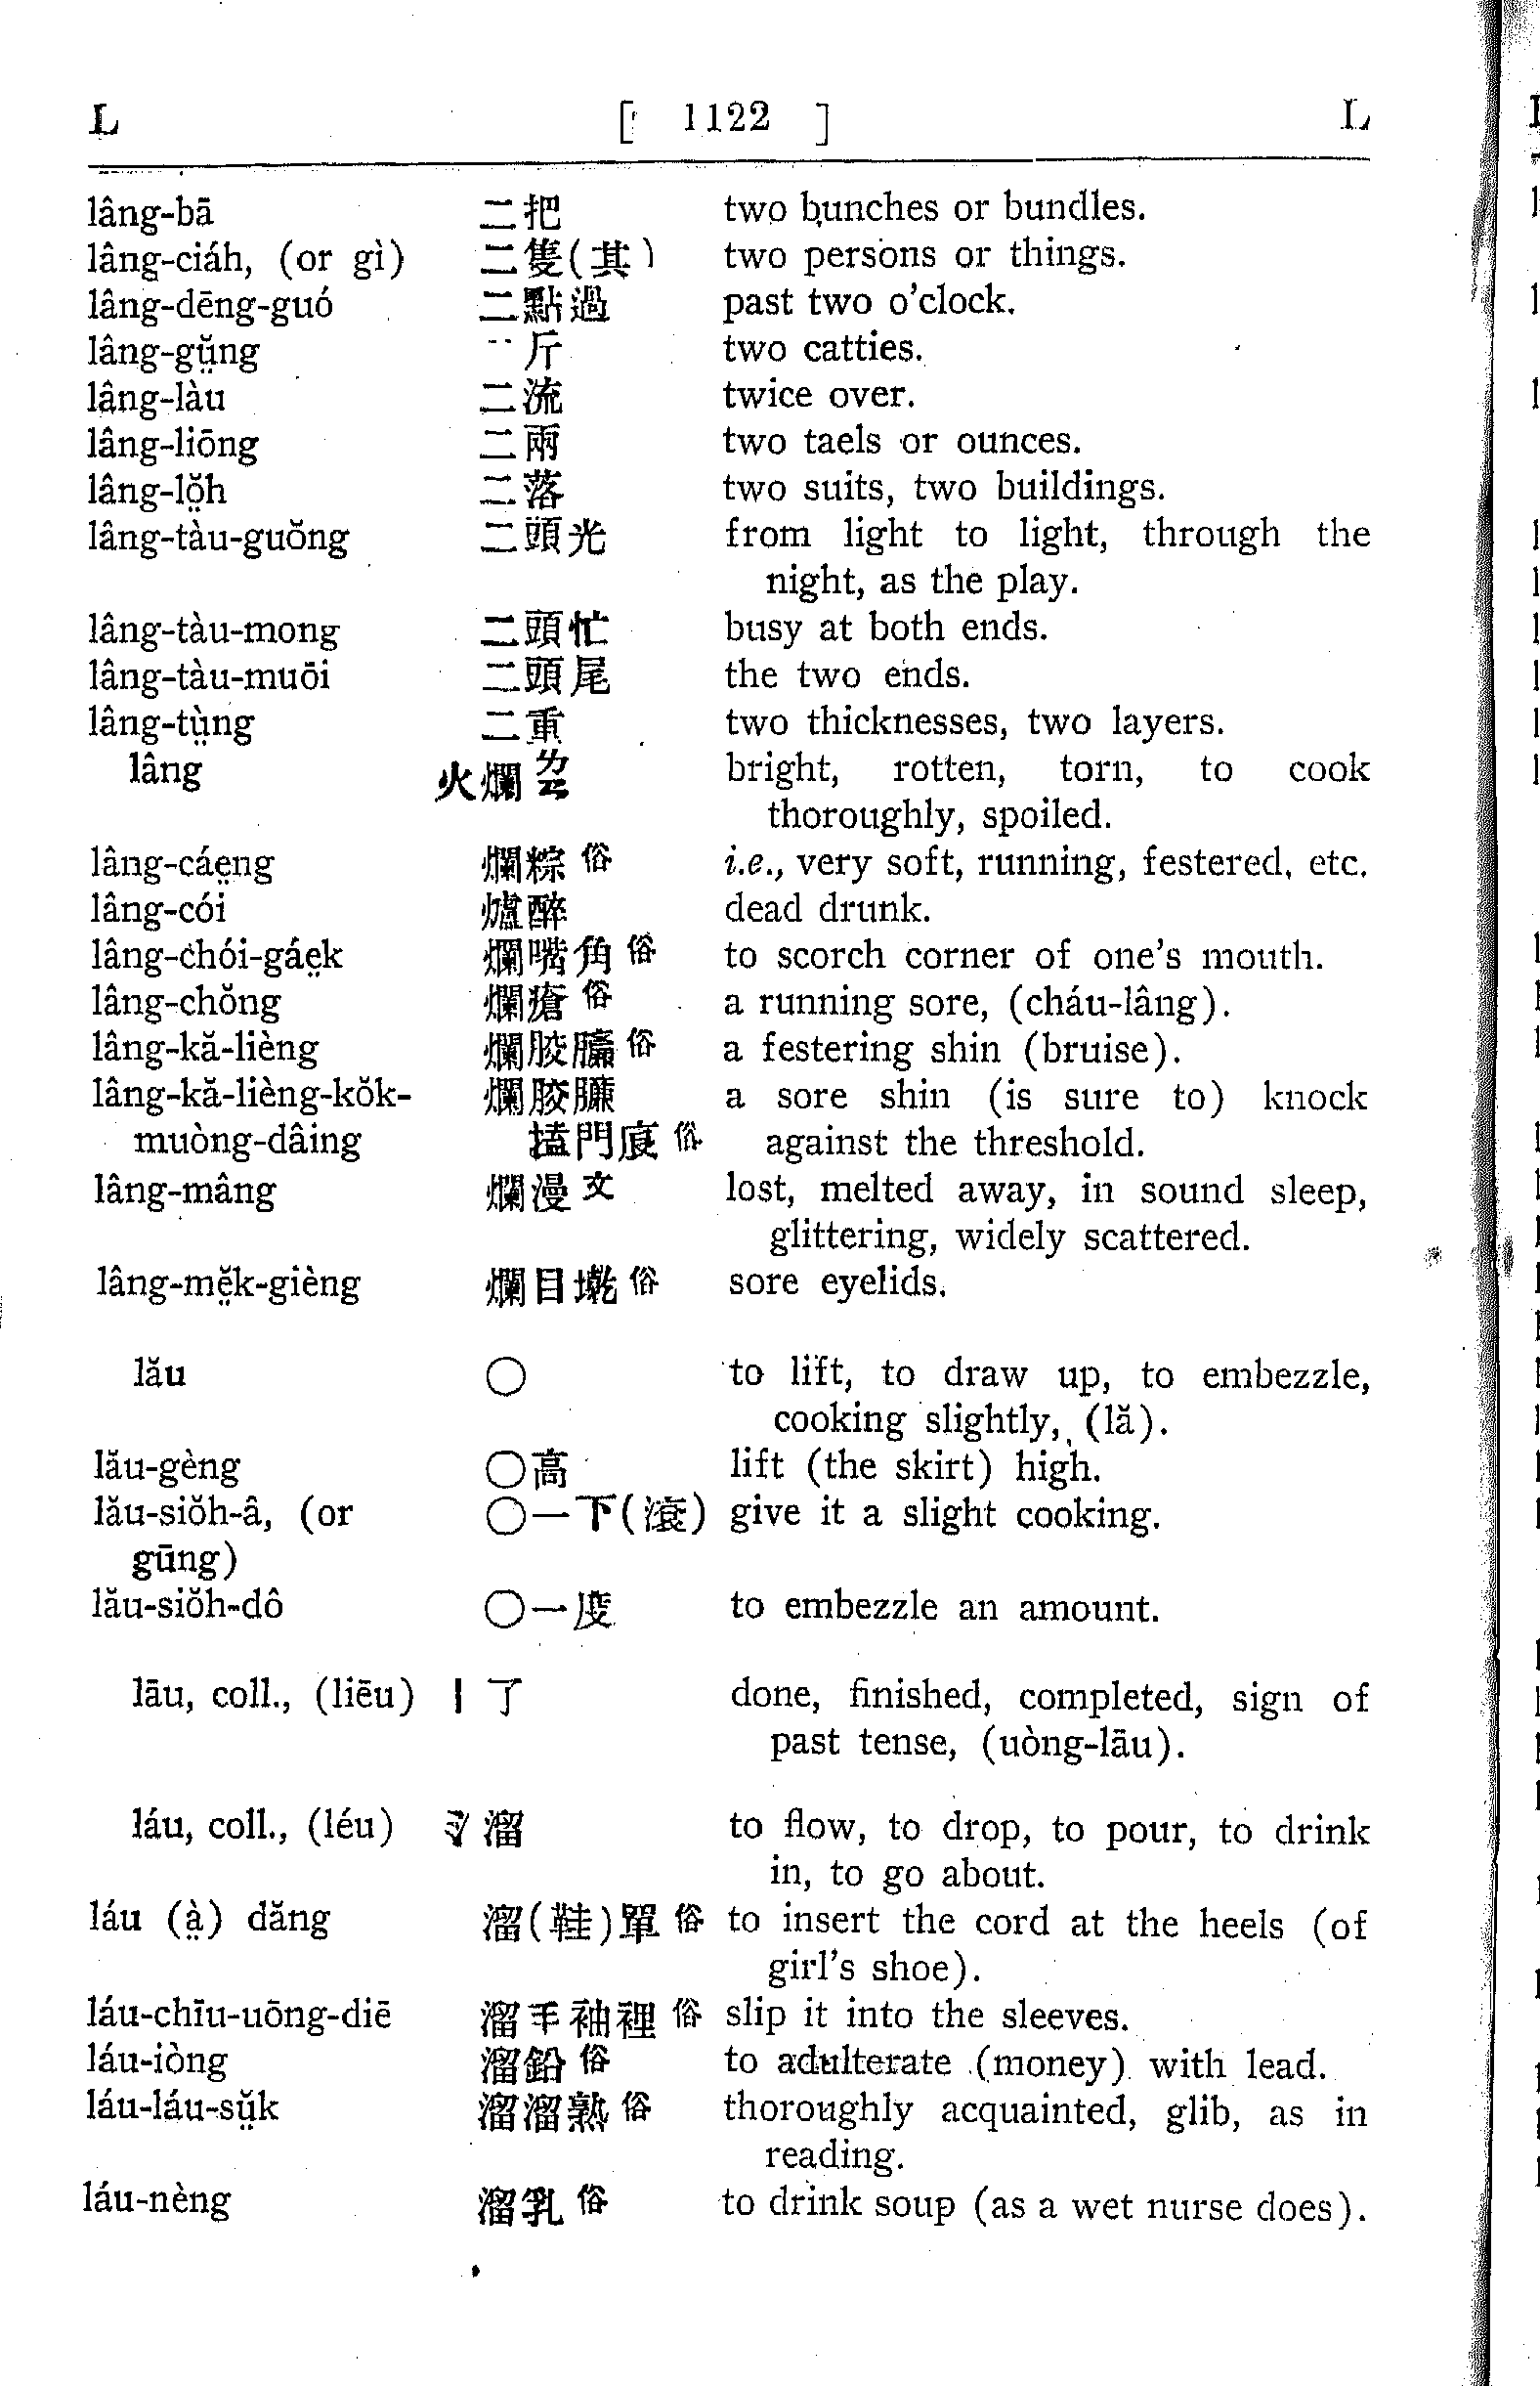 L [ 1122 ] L
lâng-bā 二把 two bunches or bundles.
lâng-ciáh, (or gì) 二隻(其) two persons or things.
lâng-dēng-guó 二點過 past two o’clock.
lâng-gṳ̆ng 二斤 two catties.
lâng-làu 二流 twice over.
lâng-liōng 二兩 two taels or ounces.
lâng-lŏ̤h 二落 two suits, two buildings.
lâng-tàu-guŏng 二頭光 from light to light, through the
night, as the play.
lâng-tàu-mong 二頭忙 busy at both ends.
lâng-tàu-muōi 二頭尾 the two ends.
lâng-tṳ̀ng 二重 two thicknesses, two layers.
lâng 火爛 bright, rotten, torn, to cook
thoroughly, spoiled.
lâng-cáe̤ng 爛粽俗 i.e., very soft, running, festered, etc.
lâng-cói 爐醉 dead drunk.
lâng-chói-gáe̤k 爛嘴角俗 to scorch corner of one’s mouth.
lâng-chŏng 爛瘡俗 a running sore, (cháu-lâng).
lâng-kă-lièng 爛骹俗 a festering shin (bruise).
lâng-kă-lièng-kŏk- 爛骹臁 a sore shin (is sure to) knock
muòng-dâing 門俗 against the threshold.
lâng-mâng 爛漫文 lost, melted away, in sound sleep,
glittering, widely scattered.
lâng-mĕ̤k-gièng 爛目俗 sore eyelids.
lău ○ to lift, to draw up, to embezzle,
cooking slightly, (lă).
lău-gèng ○高 lift (the skirt) high.
lău-siŏh-â, (or ○一下(滾) give it a slight cooking.
gūng)
lău-siŏh-dô ○一度 to embezzle an amount.
lāu, coll., (liēu) 亅了 done, finished, completed, sign of
past tense, (uòng-lāu).
láu, coll., (léu) 溜 to flow, to drop, to pour, to drink
in, to go about.
láu (à̤) dăng 溜(鞋)單俗 to insert the cord at the heels (of
girl’s shoe).
láu-chīu-uōng-diē 溜手袖裡俗 slip it into the sleeves.
láu-iòng 溜鉛俗 to adulterate (money) with lead.
láu-láu-sṳ̆k 溜溜熟俗 thoroughly acquainted, glib, as in
reading.
láu-nèng 溜乳俗 to drink soup (as a wet nurse does).